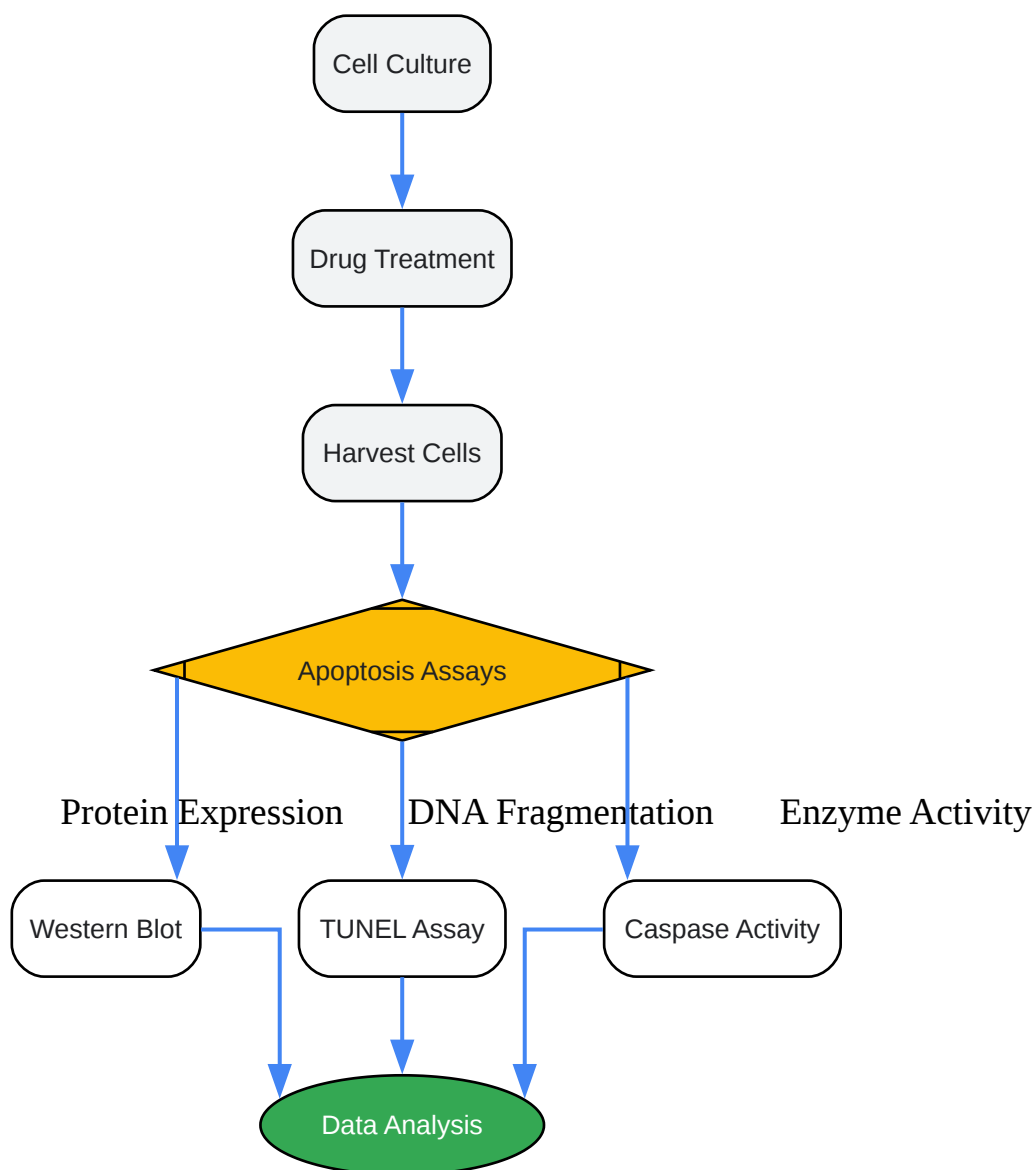 Cell Culture
Drug Treatment
Harvest Cells
Apoptosis Assays
Protein Expression
DNA Fragmentation
Enzyme Activity
Western Blot
TUNEL Assay
Caspase Activity
Data Analysis